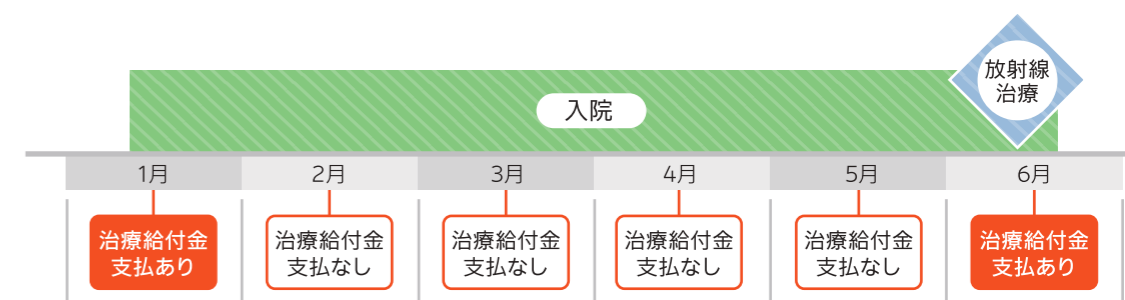 放射線
治療
入院
1月
2月
3月
4月
5月
6月
治療給付金
支払あり
治療給付金
支払なし
治療給付金
支払なし
治療給付金
支払なし
治療給付金
支払なし
治療給付金
支払あり